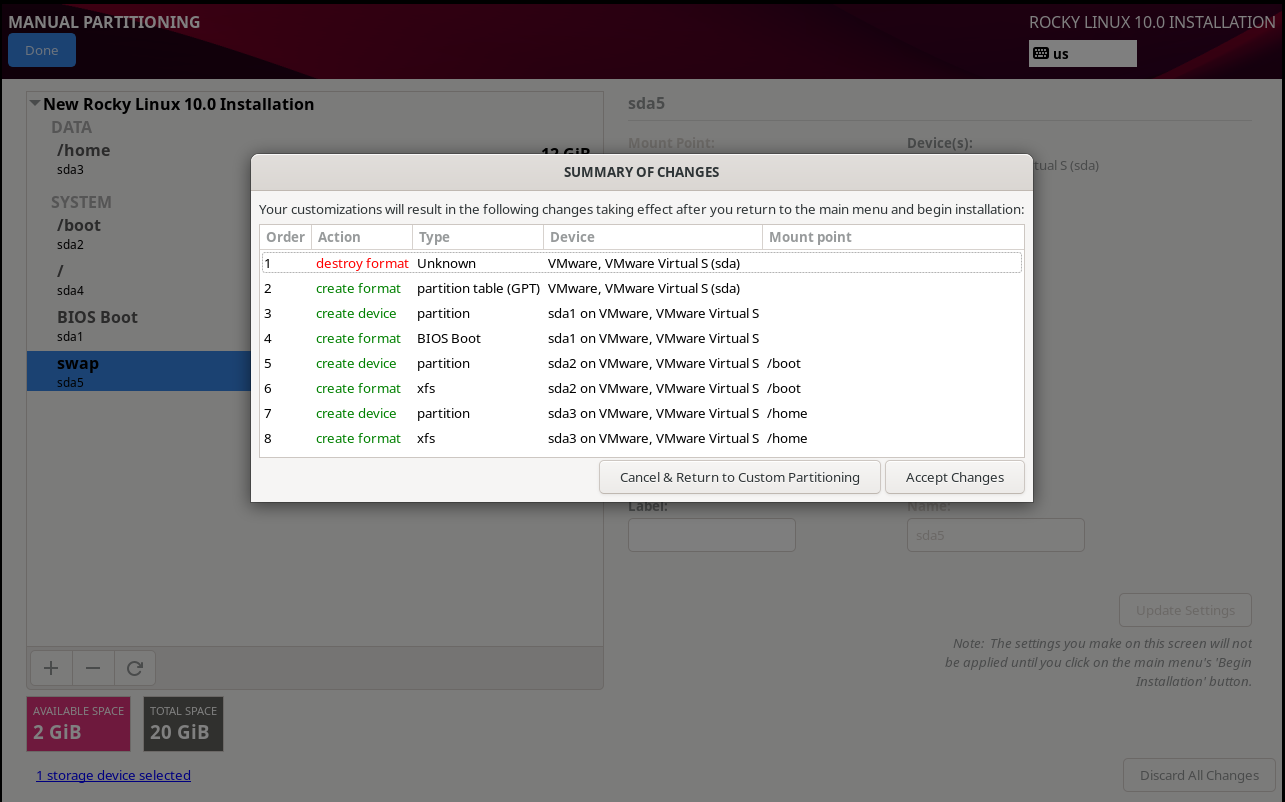 MANUAL PARTITIONING
ROCKY LINUX 10.0 INSTALLATION
Done
us
New Rocky Linux 10.0 Installation
DATA
/home
12 GiB
sda3
SYSTEM
/boot
sda2
/
sda4
BIOS Boot
sda1
swap
sda5
sda5
Mount Point:
Device(s):
tual S (sda)
SUMMARY OF CHANGES
Your customizations will result in the following changes taking effect after you return to the main menu and begin installation:
Order Action Type Device Mount point
1 destroy format Unknown VMware, VMware Virtual S (sda)
2 create format partition table (GPT) VMware, VMware Virtual S (sda)
3 create device partition sda1 on VMware, VMware Virtual S
4 create format BIOS Boot sda1 on VMware, VMware Virtual S
5 create device partition sda2 on VMware, VMware Virtual S /boot
6 create format xfs sda2 on VMware, VMware Virtual S /boot
7 create device partition sda3 on VMware, VMware Virtual S /home
8 create format xfs sda3 on VMware, VMware Virtual S /home
Cancel & Return to Custom Partitioning
Accept Changes
Label:
Name:
sda5
Update Settings
Note: The settings you make on this screen will not
be applied until you click on the main menu's 'Begin
Installation' button.
AVAILABLE SPACE
2 GiB
TOTAL SPACE
20 GiB
1 storage device selected
Discard All Changes